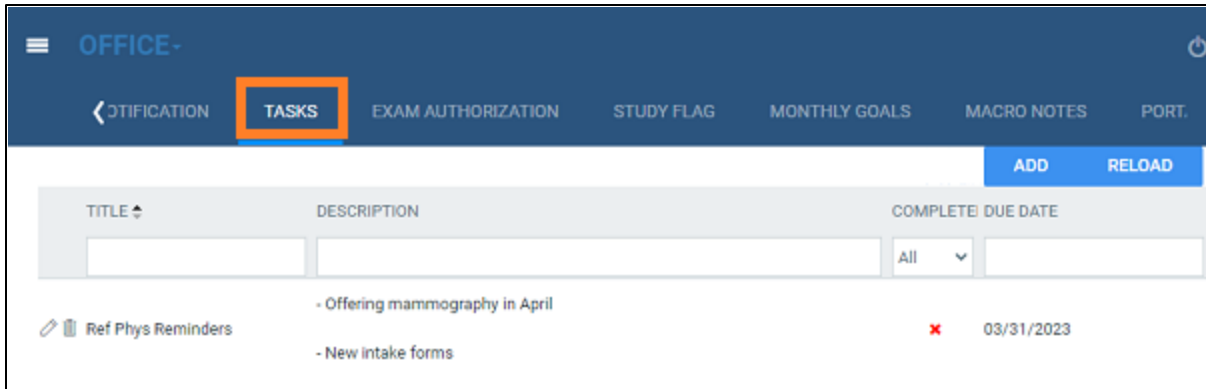 OFFICE
OTIFICATION TASKS EXAM AUTHORIZATION STUDY FLAG MONTHLY GOALS MACRO NOTES PORT.
ADD RELOAD
TITLE DESCRIPTION COMPLETE DUE DATE
All
- Offering mammography in April
Ref Phys Reminders 03/31/2023
- New intake forms